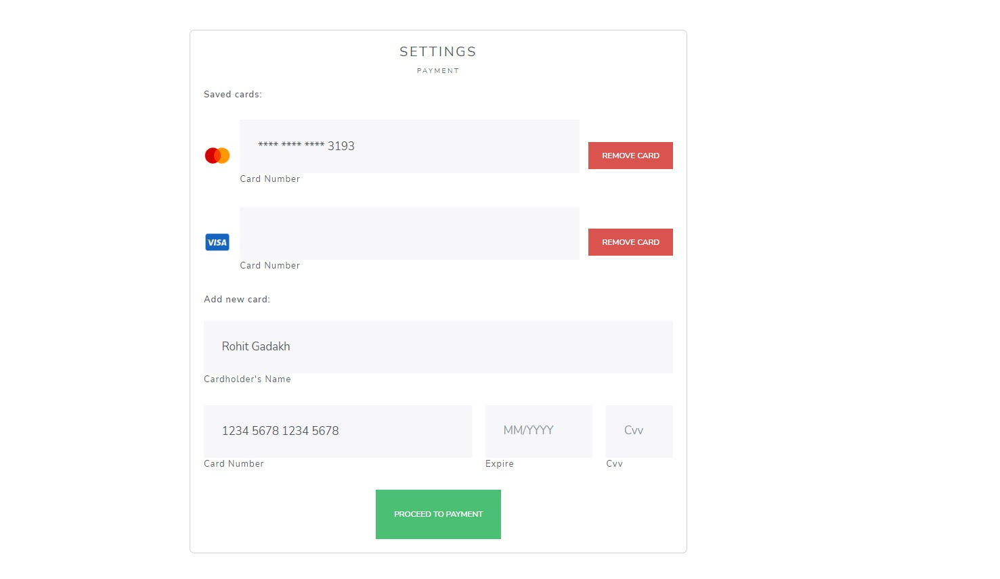 SETTINGS
PAYMENT
Saved cards:
**** **** **** 3193
REMOVE CARD
Card Number
VISA
REMOVE CARD
Card Number
Add new card:
Rohit Gadakh
Cardholder's Name
1234 5678 1234 5678 MM/YYYY Cvv
Card Number Expire Cvv
PROCEED TO PAYMENT